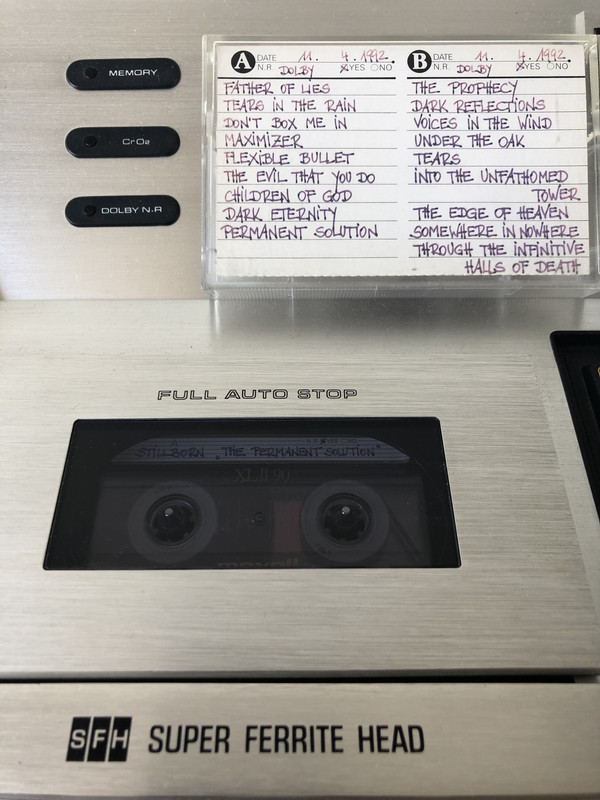 MEMORY
CrO2
DOLBY N.R
A DATE 11. 4. 1992.
N.R. DOLBY YES NO
FATHER OF LIES
TEARS IN THE RAIN
DON'T BOX ME IN
MAXIMIZER
FLEXIBLE BULLET
THE EVIL THAT YOU DO
CHILDREN OF GOD
DARK ETERNITY
PERMANENT SOLUTION
B DATE 11. 4. 1992.
N.R. DOLBY YES NO
THE PROPHECY
DARK REFLECTIONS
VOICES IN THE WIND
UNDER THE OAK
TEARS
INTO THE UNFATHOMED
TOWER
THE EDGE OF HEAVEN
SOMEWHERE IN NOWHERE
THROUGH THE INFINITIVE
HALLS OF DEATH
FULL AUTO STOP
STILLBORN „THE PERMANENT SOLUTION"
XLII 90
maxell
SFH SUPER FERRITE HEAD